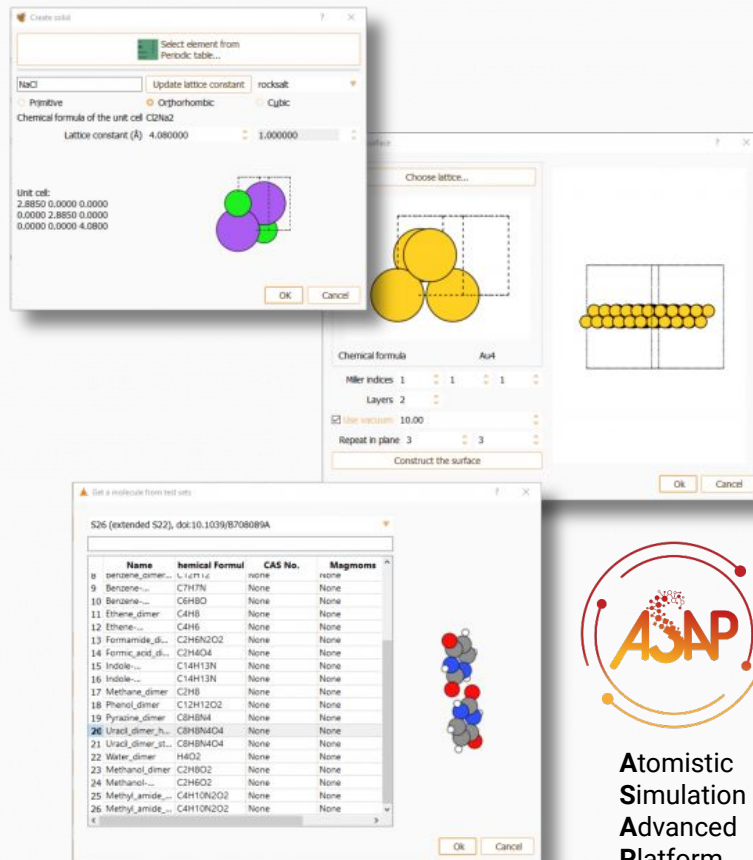 Create solid
Select element from
Periodic table...
NaCl Update lattice constant rocksalt
Primitive Orthorhombic Cubic
Chemical formula of the unit cell Cl2Na2
Lattice constant (Å) 4.080000 1.000000
Unit cell:
2.8850 0.0000 0.0000
0.0000 2.8850 0.0000
0.0000 0.0000 4.0800
OK Cancel
surface
Choose lattice...
Chemical formula Au4
Miller indices 1 1 1
Layers 2
Use vacuum 10.00
Repeat in plane 3 3
Construct the surface
Ok Cancel
Get a molecule from test sets
S26 (extended S22), doi:10.1039/B708089A
Name hemical Formul CAS No. Magmoms
8 Benzene_dimer... C12H12 None None
9 Benzene-... C7H7N None None
10 Benzene-... C6H8O None None
11 Ethene_dimer C4H8 None None
12 Ethene-... C4H6 None None
13 Formamide_di... C2H6N2O2 None None
14 Formic_acid_di... C2H4O4 None None
15 Indole-... C14H13N None None
16 Indole-... C14H13N None None
17 Methane_dimer C2H8 None None
18 Phenol_dimer C12H12O2 None None
19 Pyrazine_dimer C8H8N4 None None
20 Uracil_dimer_h... C8H8N4O4 None None
21 Uracil_dimer_st... C8H8N4O4 None None
22 Water_dimer H4O2 None None
23 Methanol_dimer C2H8O2 None None
24 Methanol-... C2H6O2 None None
25 Methyl_amide_... C4H10N2O2 None None
26 Methyl_amide_... C4H10N2O2 None None
Ok Cancel
ASAP
Atomistic
Simulation
Advanced
Platform